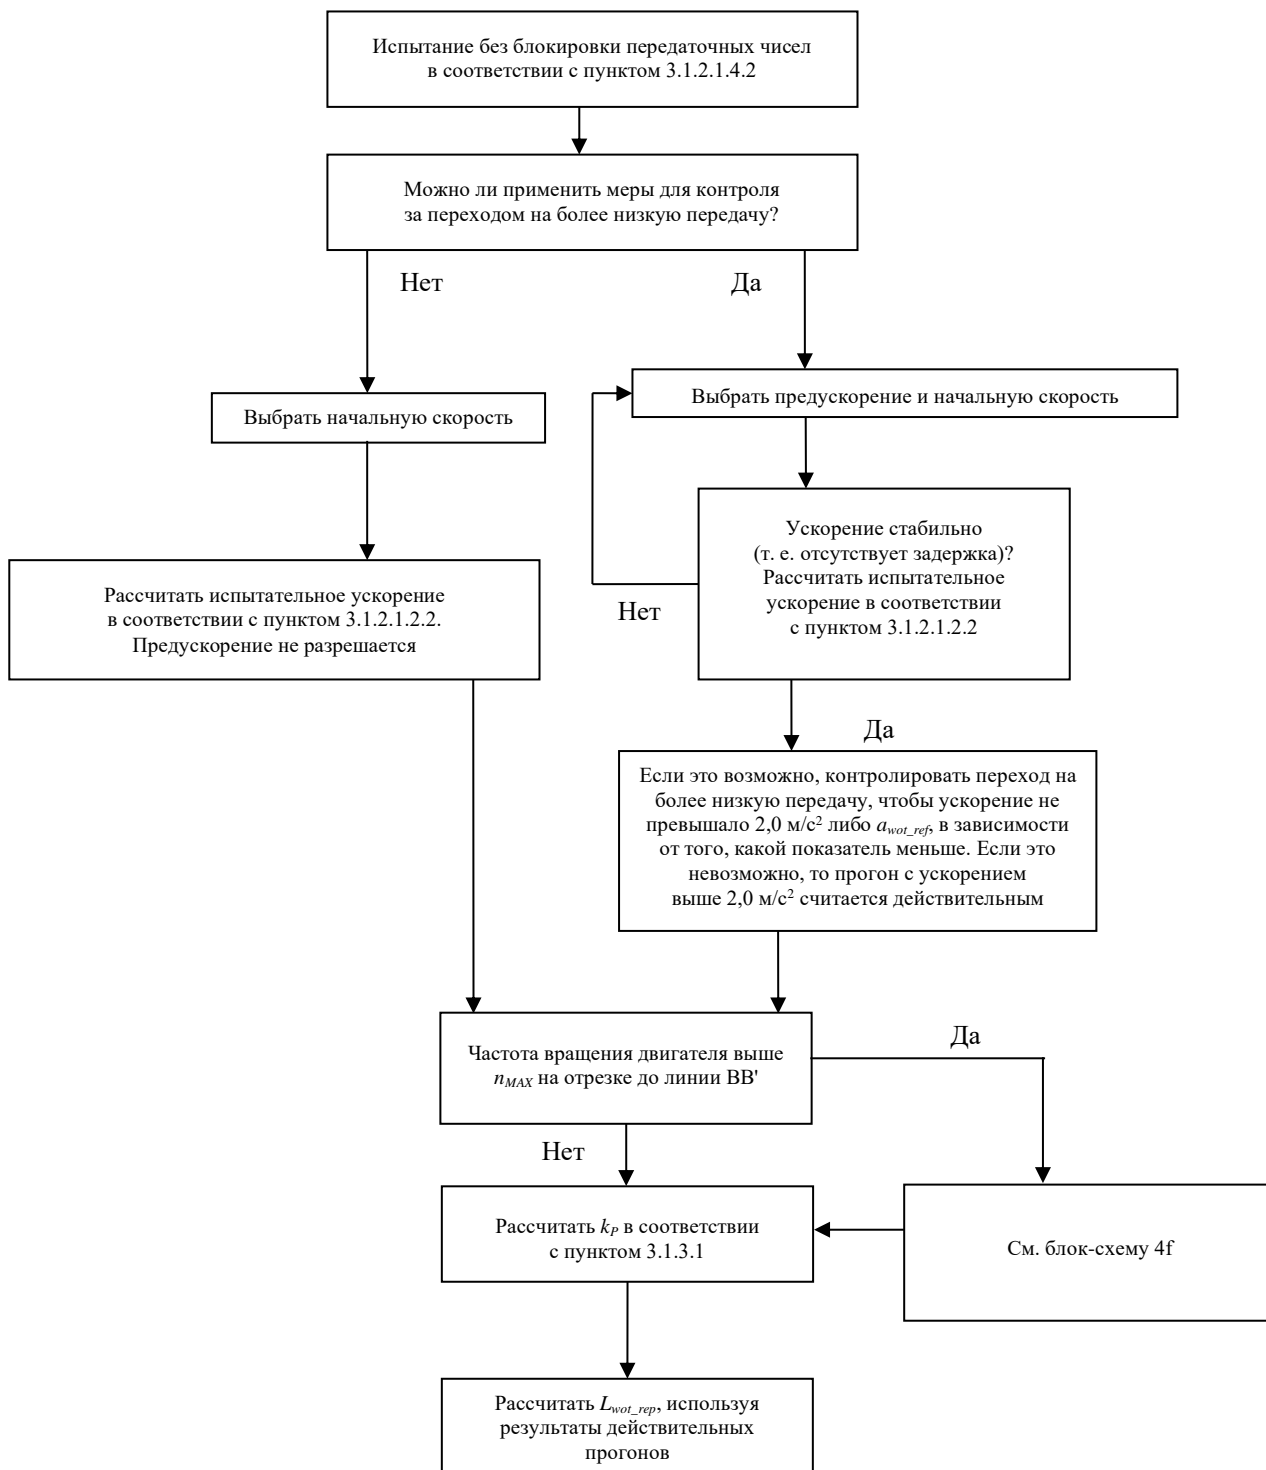 Испытание без блокировки передаточных чисел
в соответствии с пунктом 3.1.2.1.4.2
Можно ли применить меры для контроля
за переходом на более низкую передачу?
Нет
Да
Выбрать начальную скорость
Выбрать предускорение и начальную скорость
Ускорение стабильно
(т. е. отсутствует задержка)?
Рассчитать испытательное
ускорение в соответствии
с пунктом 3.1.2.1.2.2
Нет
Рассчитать испытательное ускорение
в соответствии с пунктом 3.1.2.1.2.2.
Предускорение не разрешается
Да
Если это возможно, контролировать переход на
более низкую передачу, чтобы ускорение не
превышало 2,0 м/с² либо a_wot_ref, в зависимости
от того, какой показатель меньше. Если это
невозможно, то прогон с ускорением
выше 2,0 м/с² считается действительным
Частота вращения двигателя выше
n_MAX на отрезке до линии BB'
Да
Нет
Рассчитать k_P в соответствии
с пунктом 3.1.3.1
См. блок-схему 4f
Рассчитать L_wot_rep, используя
результаты действительных
прогонов